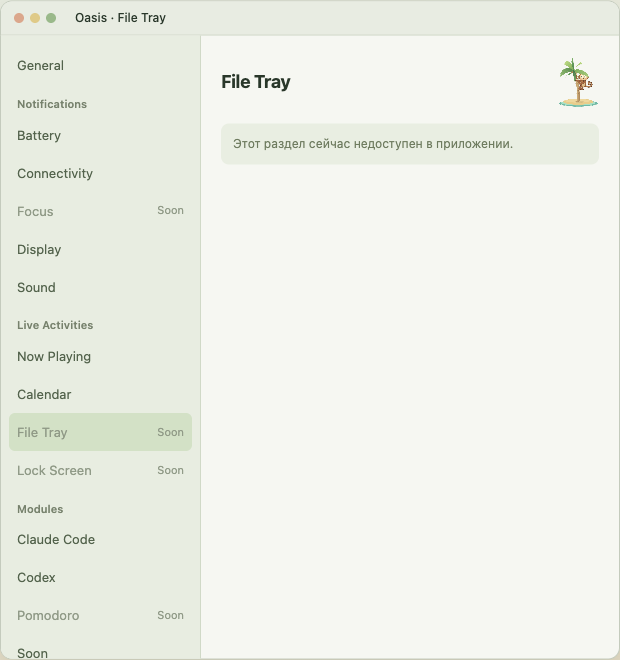 Oasis · File Tray
General
Notifications
Battery
Connectivity
Focus Soon
Display
Sound
Live Activities
Now Playing
Calendar
File Tray Soon
Lock Screen Soon
Modules
Claude Code
Codex
Pomodoro Soon
Soon
File Tray
Этот раздел сейчас недоступен в приложении.